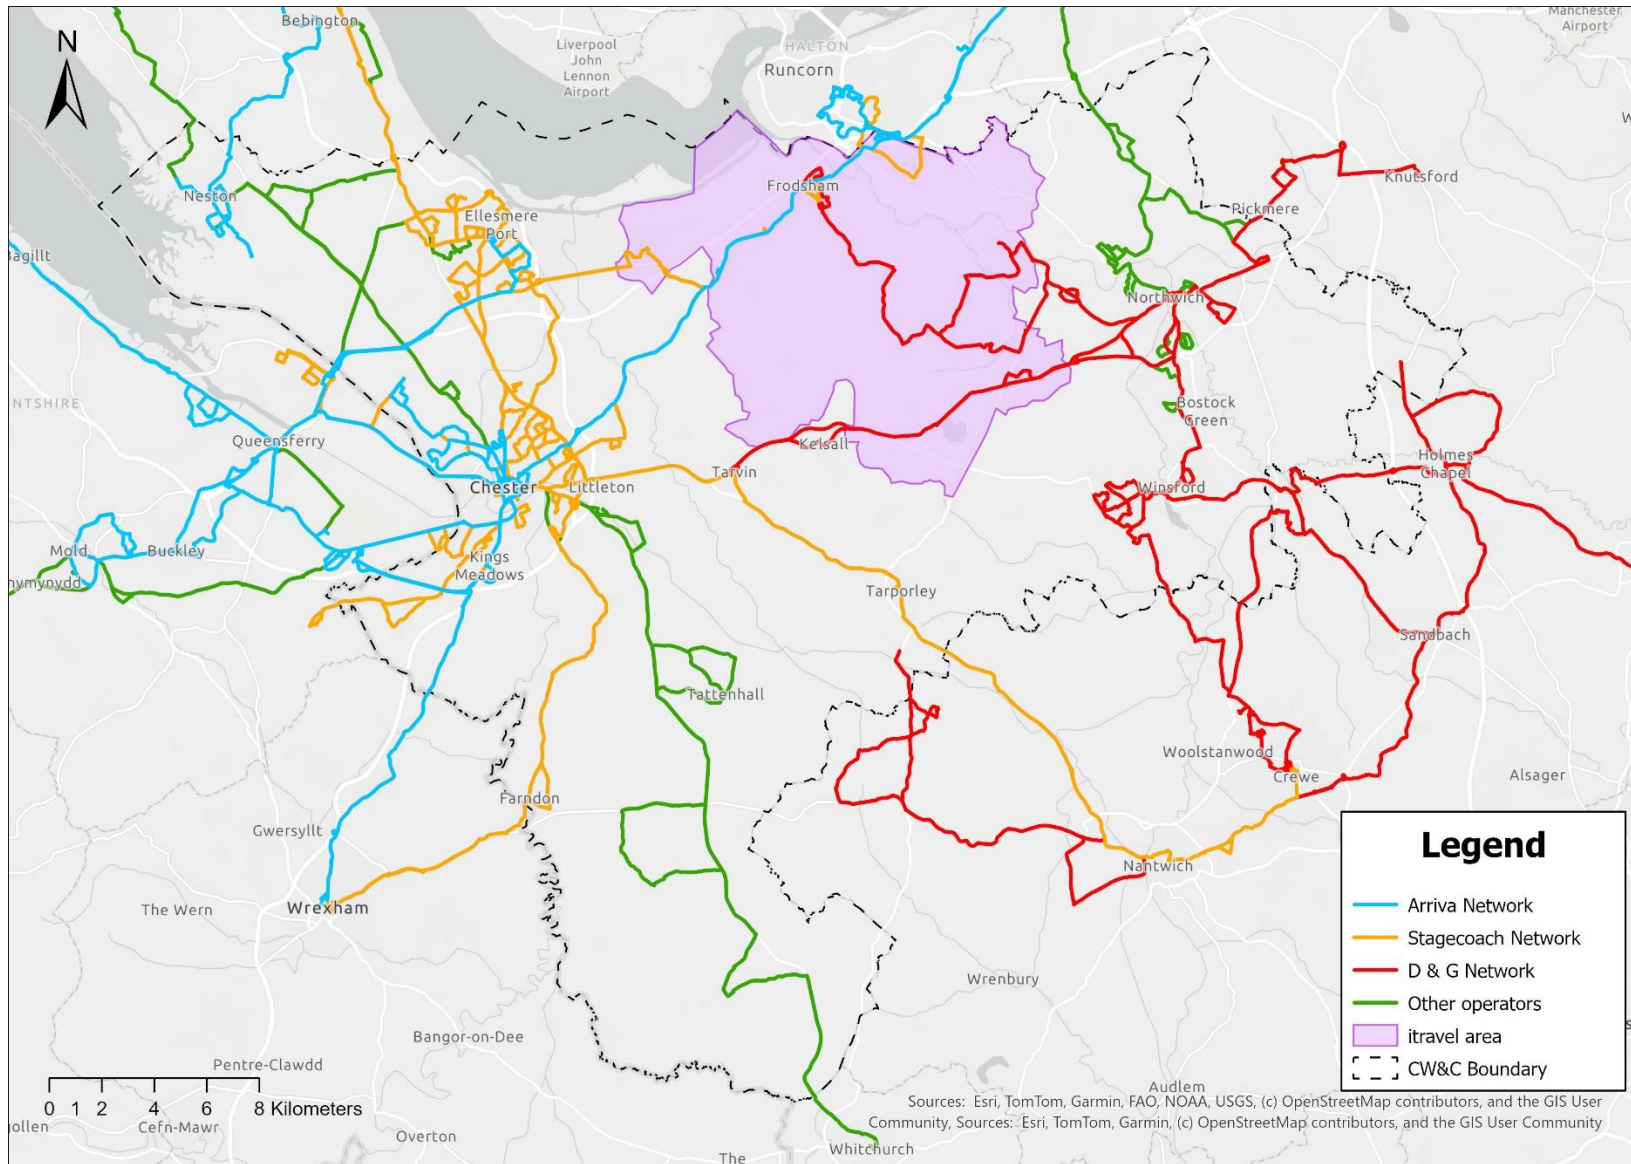 Bebington
Manchester
Airport
N
Liverpool
John
Lennon
Airport
HALTON
Runcorn
Neston
Frodsham
Knutsford
Ellesmere
Port
Pickmere
Bagillt
Northwich
NTSHIRE
Bostock
Green
Queensferry
Kelsall
Holmes
Chapel
Tarvin
Chester
Littleton
Winsford
Mold
Buckley
Kings
Meadows
nymynydd
Tarporley
Sandbach
Tattenhall
Woolstanwood
Crewe
Alsager
Farndon
Gwersyllt
Nantwich
The Wern
Wrexham
Wrenbury
Bangor-on-Dee
Pentre-Clawdd
Audlem
0 1 2 4 6 8 Kilometers
Cefn-Mawr
ollen
Overton
Whitchurch
The
Legend
Arriva Network
Stagecoach Network
D & G Network
Other operators
itravel area
CW&C Boundary
Sources: Esri, TomTom, Garmin, FAO, NOAA, USGS, (c) OpenStreetMap contributors, and the GIS User
Community, Sources: Esri, TomTom, Garmin, (c) OpenStreetMap contributors, and the GIS User Community